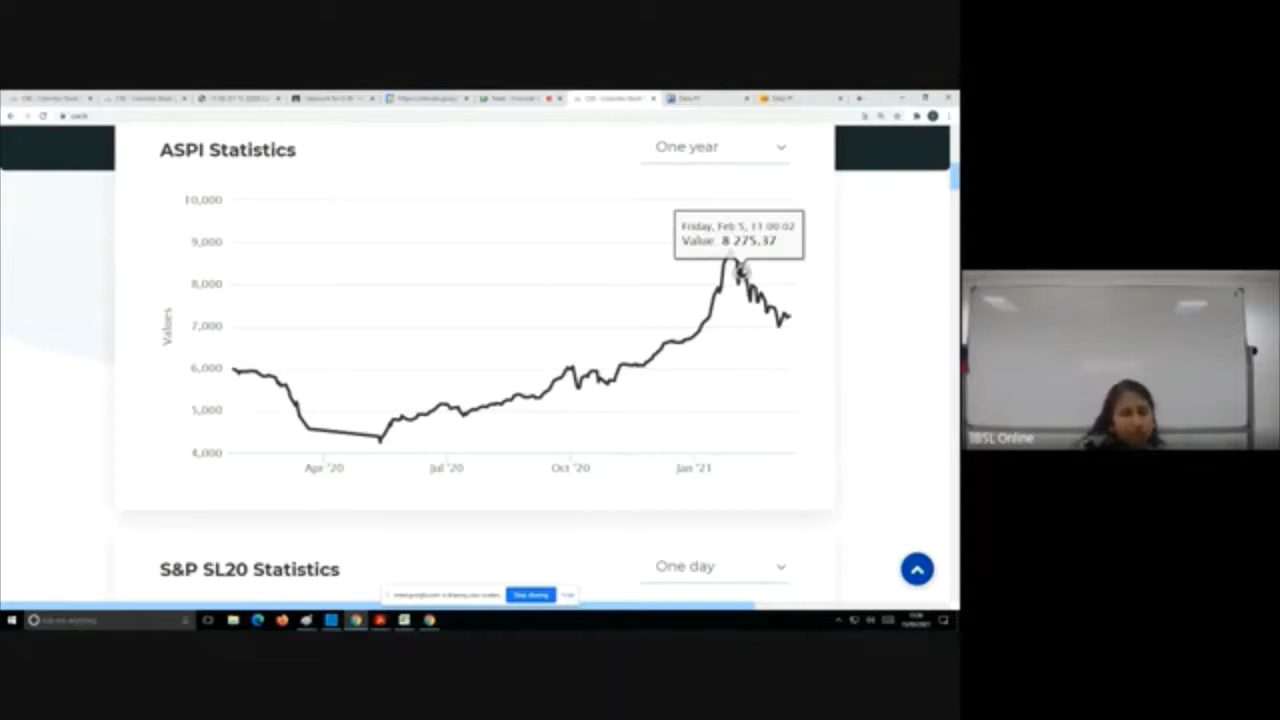 ASPI Statistics
One year
10,000
9,000
8,000
7,000
6,000
5,000
4,000
Values
Friday, Feb 5, 11:00:02
Value: 8 275.37
Apr '20
Jul '20
Oct '20
Jan '21
S&P SL20 Statistics
One day
Stop sharing
Hide
IBSL Online